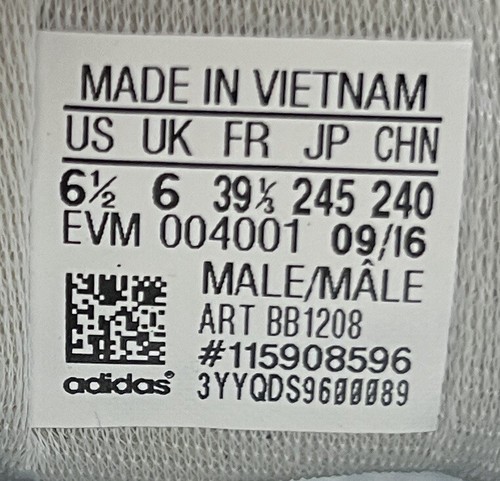 MADE IN VIETNAM
US UK FR JP CHN
6½ 6 39⅓ 245 240
EVM 004001 09/16
MALE/MÂLE
ART BB1208
#115908596
adidas® 3YYQDS9600089